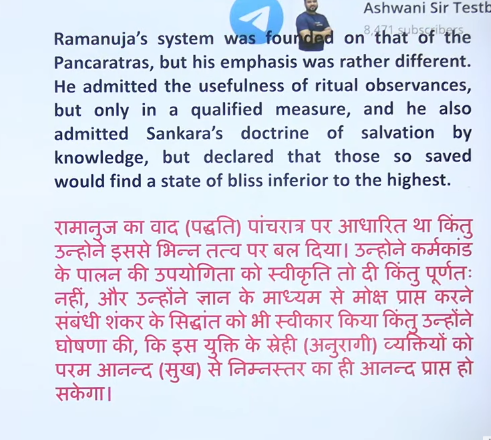 Ashwani Sir Testb
8,471 subscribers
Ramanuja's system was founded on that of the
Pancaratras, but his emphasis was rather different.
He admitted the usefulness of ritual observances,
but only in a qualified measure, and he also
admitted Sankara's doctrine of salvation by
knowledge, but declared that those so saved
would find a state of bliss inferior to the highest.
रामानुज का वाद (पद्धति) पांचरात्र पर आधारित था किंतु
उन्होने इससे भिन्न तत्व पर बल दिया। उन्होने कर्मकांड
के पालन की उपयोगिता को स्वीकृति तो दी किंतु पूर्णतः
नहीं, और उन्होंने ज्ञान के माध्यम से मोक्ष प्राप्त करने
संबंधी शंकर के सिद्धांत को भी स्वीकार किया किंतु उन्होंने
घोषणा की, कि इस युक्ति के स्नेही (अनुरागी) व्यक्तियों को
परम आनन्द (सुख) से निम्नस्तर का ही आनन्द प्राप्त हो
सकेगा।